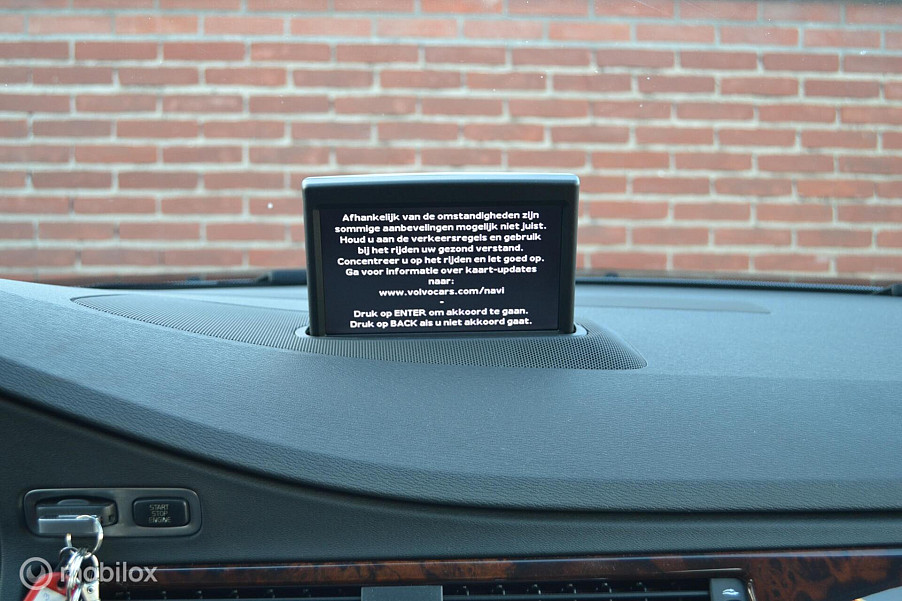 Afhankelijk van de omstandigheden zijn
sommige aanbevelingen mogelijk niet juist.
Houd u aan de verkeersregels en gebruik
bij het rijden uw gezond verstand.
Concentreer u op het rijden en let goed op.
Ga voor informatie over kaart-updates
naar:
www.volvocars.com/navi
-
Druk op ENTER om akkoord te gaan.
Druk op BACK als u niet akkoord gaat.
START
STOP
ENGINE
mobilox